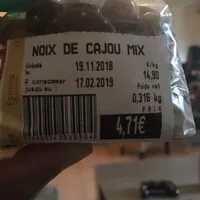 NOIX DE CAJOU MIX
Emballé le 19.11.2018 €/kg 14,90
À consommer jusqu'au : 17.02.2019 Poids net 0,316 kg
PRIX
4,71€